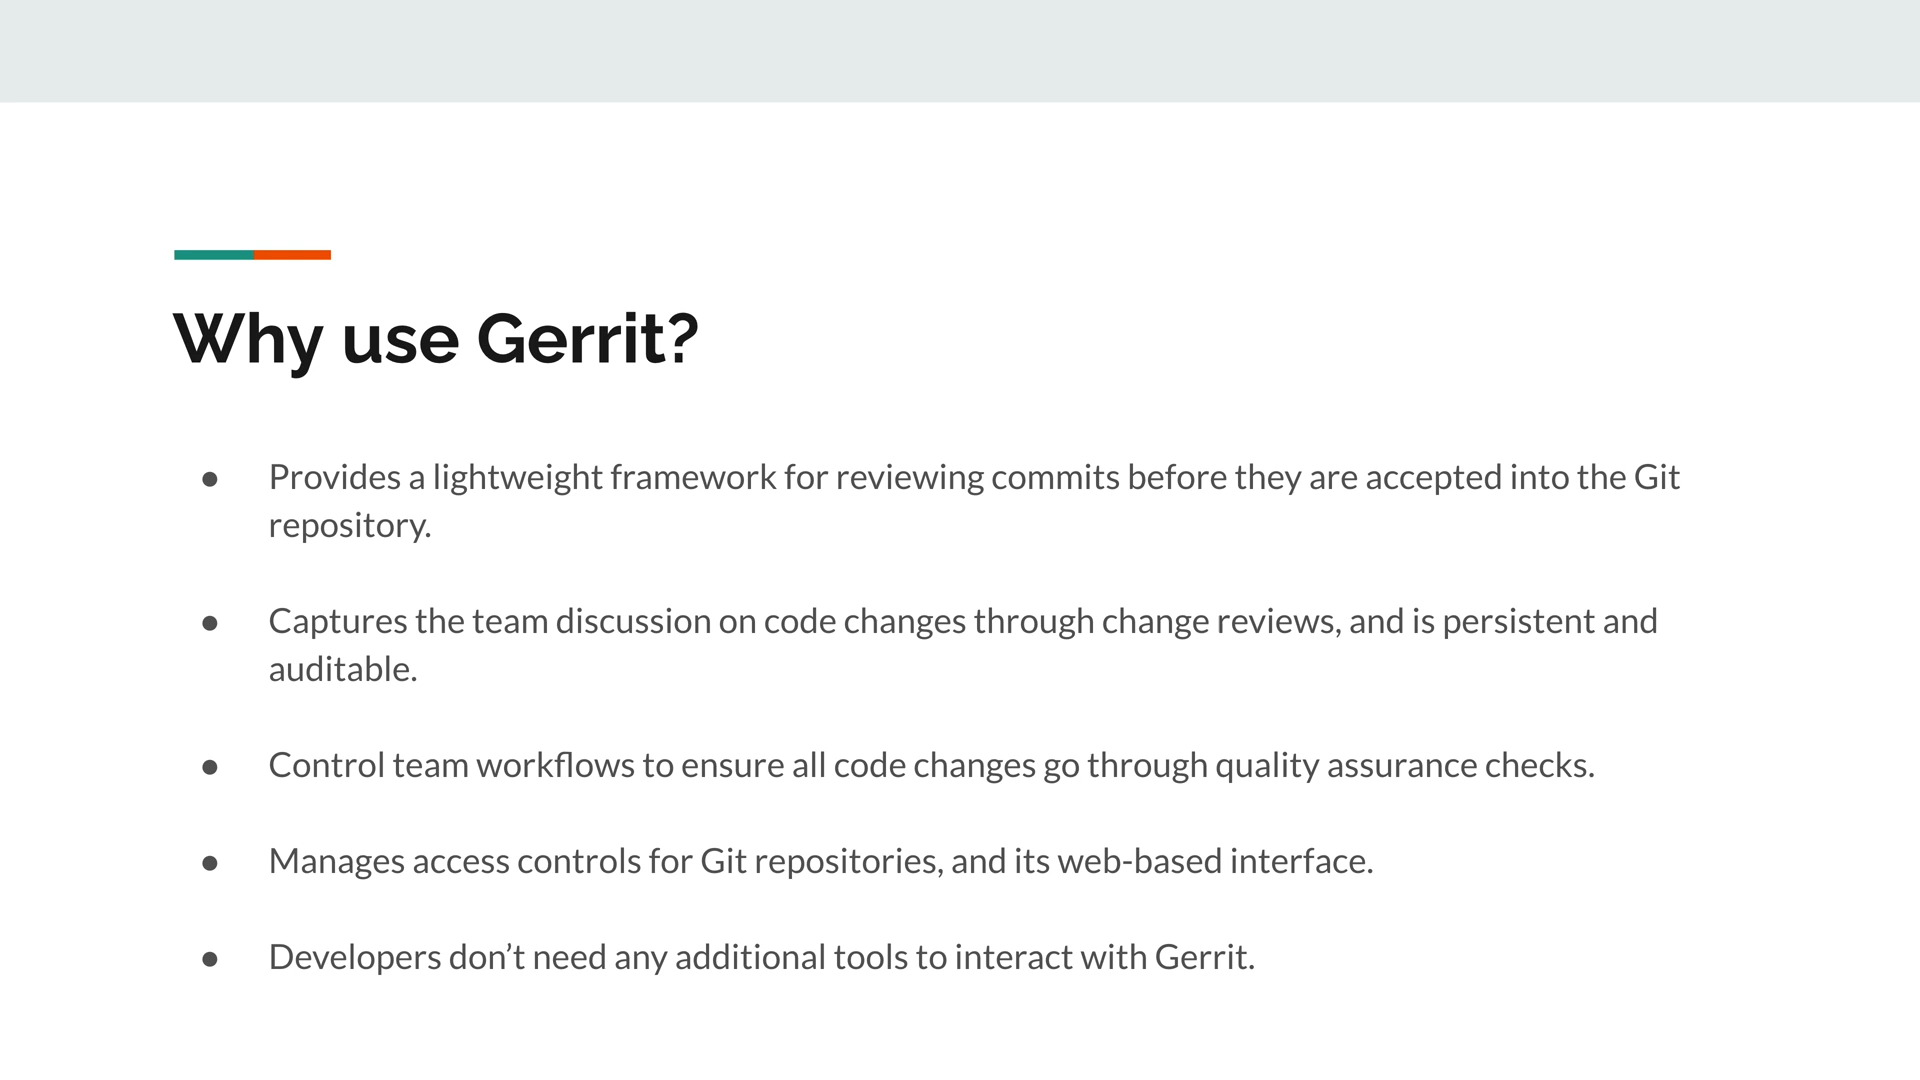 Why use Gerrit?
● Provides a lightweight framework for reviewing commits before they are accepted into the Git
repository.
● Captures the team discussion on code changes through change reviews, and is persistent and
auditable.
● Control team workflows to ensure all code changes go through quality assurance checks.
● Manages access controls for Git repositories, and its web-based interface.
● Developers don’t need any additional tools to interact with Gerrit.